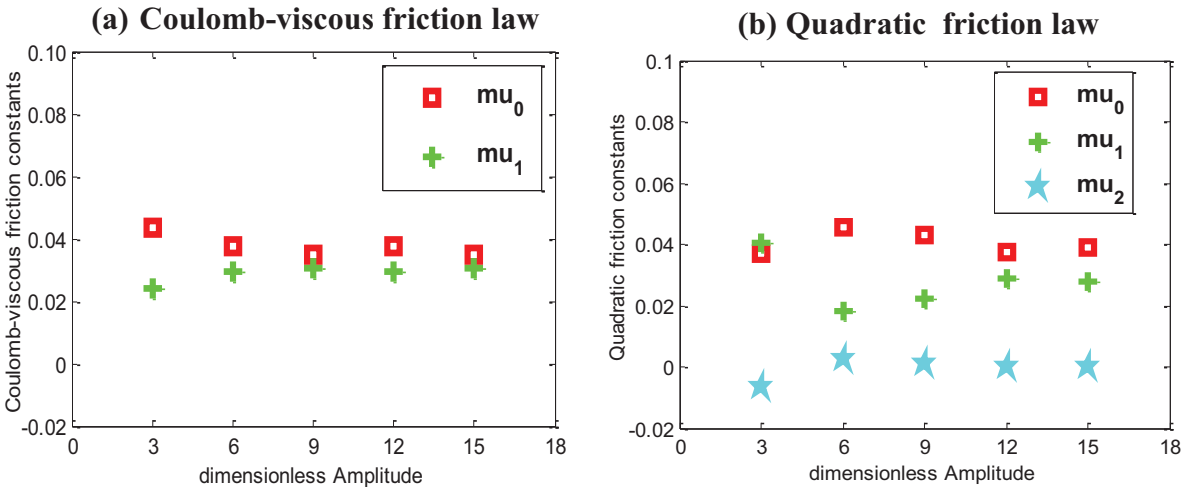 (a) Coulomb-viscous friction law
Coulomb-viscous friction constants
0.10
0.08
0.06
0.04
0.02
0
-0.02
mu0
mu1
0 3 6 9 12 15 18
dimensionless Amplitude
(b) Quadratic friction law
Quadratic friction constants
0.1
0.08
0.06
0.04
0.02
0
-0.02
mu0
mu1
mu2
0 3 6 9 12 15 18
dimensionless Amplitude